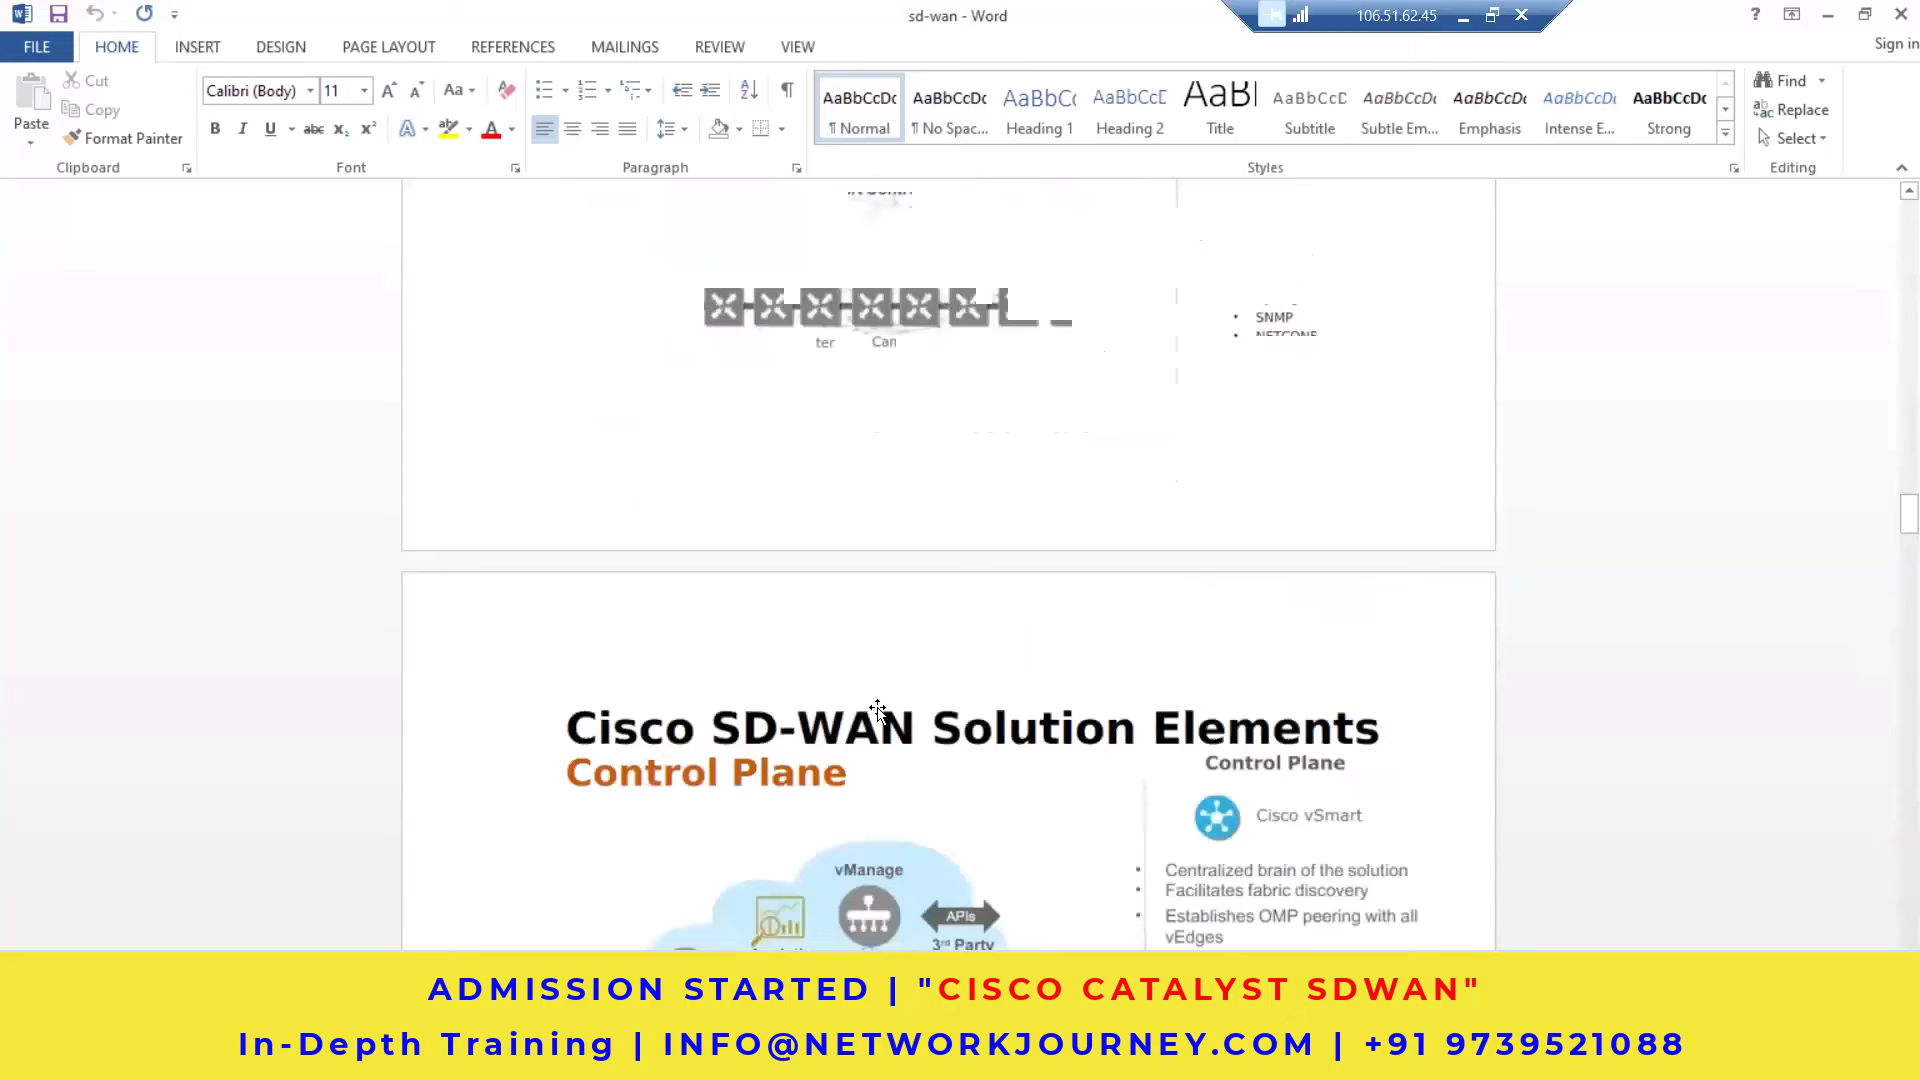 sd-wan - Word
106.51.62.45
?
Sign in
FILE HOME INSERT DESIGN PAGE LAYOUT REFERENCES MAILINGS REVIEW VIEW
Paste
Cut
Copy
Format Painter
Clipboard
Calibri (Body) 11
Font
Paragraph
AaBbCcDc AaBbCcDc AaBbC AaBbCcD AaB AaBbCcD AaBbCcDc AaBbCcDc AaBbCcDc AaBbCcDc
¶ Normal ¶ No Spac... Heading 1 Heading 2 Title Subtitle Subtle Em... Emphasis Intense E... Strong
Styles
Find
Replace
Select
Editing
• SNMP
• NETCONF
ter Can
Cisco SD-WAN Solution Elements
Control Plane
Control Plane
Cisco vSmart
vManage
APIs
3rd Party
• Centralized brain of the solution
• Facilitates fabric discovery
• Establishes OMP peering with all
vEdges
ADMISSION STARTED | "CISCO CATALYST SDWAN"
In-Depth Training | INFO@NETWORKJOURNEY.COM | +91 9739521088